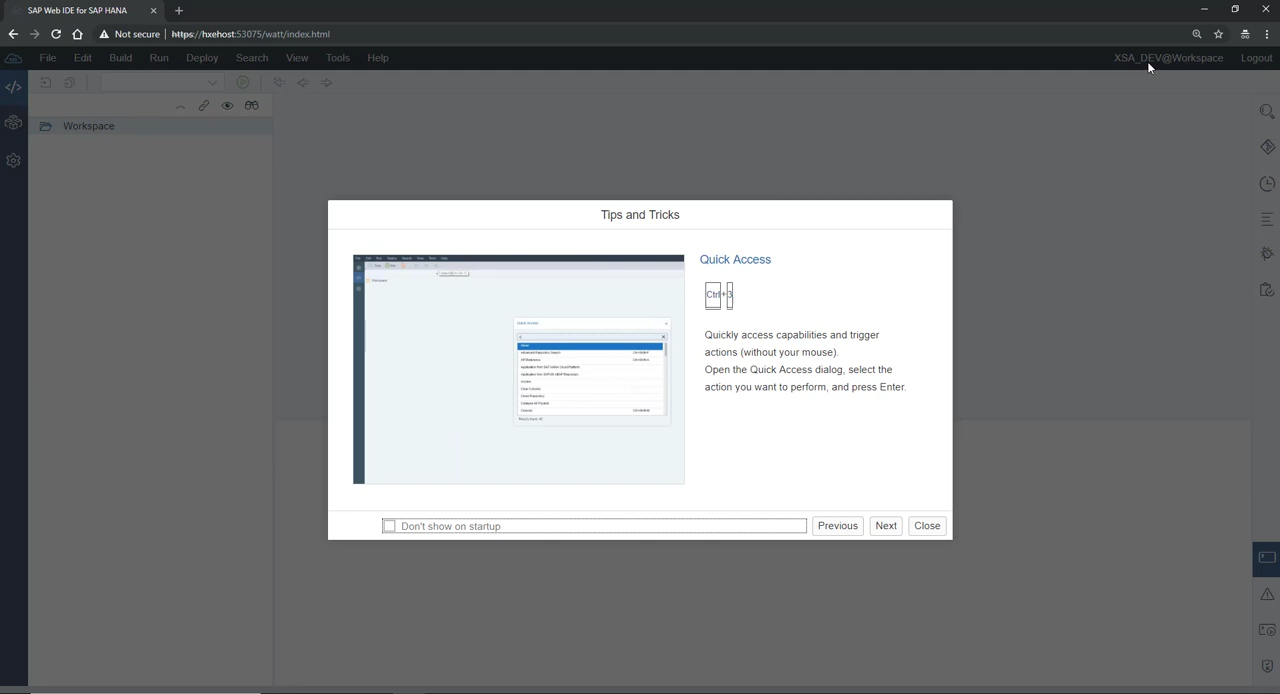 SAP Web IDE for SAP HANA
Not secure
https://hxehost:53075/watt/index.html
File Edit Build Run Deploy Search View Tools Help
XSA_DEV@Workspace Logout
Workspace
Tips and Tricks
Quick Access
Ctrl+3
Quickly access capabilities and trigger
actions (without your mouse).
Open the Quick Access dialog, select the
action you want to perform, and press Enter.
Don't show on startup
Previous Next Close